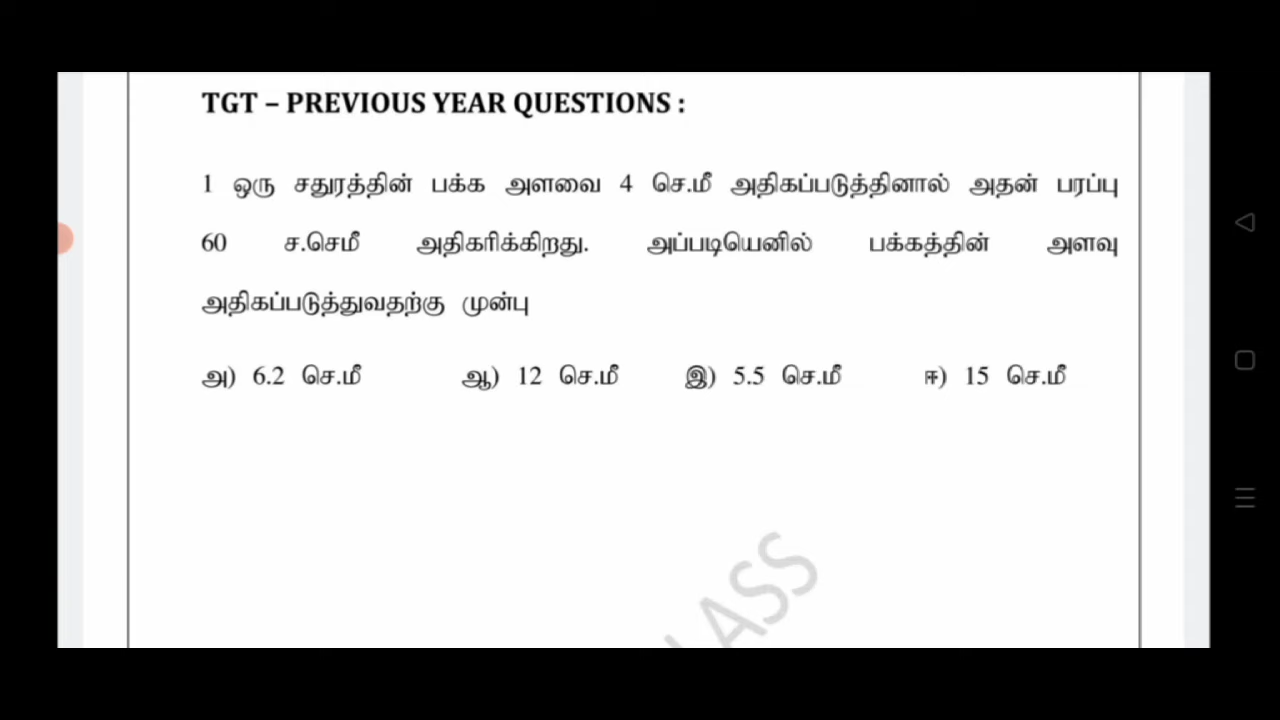 TGT – PREVIOUS YEAR QUESTIONS :
1 ஒரு சதுரத்தின் பக்க அளவை 4 செ.மீ அதிகப்படுத்தினால் அதன் பரப்பு
60 ச.செமீ அதிகரிக்கிறது. அப்படியெனில் பக்கத்தின் அளவு
அதிகப்படுத்துவதற்கு முன்பு
அ) 6.2 செ.மீ ஆ) 12 செ.மீ இ) 5.5 செ.மீ ஈ) 15 செ.மீ